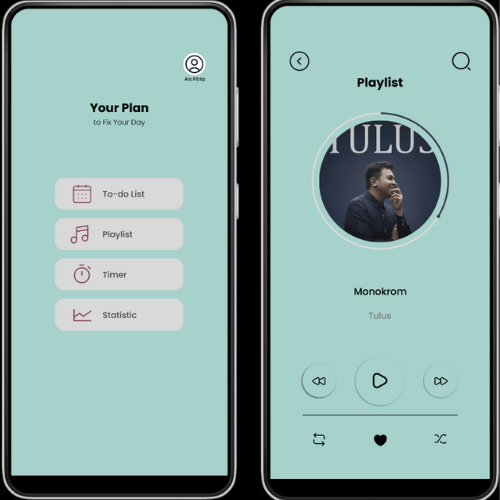 Ais Fitria
Your Plan
to Fix Your Day
To-do List
Playlist
Timer
Statistic
Playlist
TULUS
Monokrom
Tulus